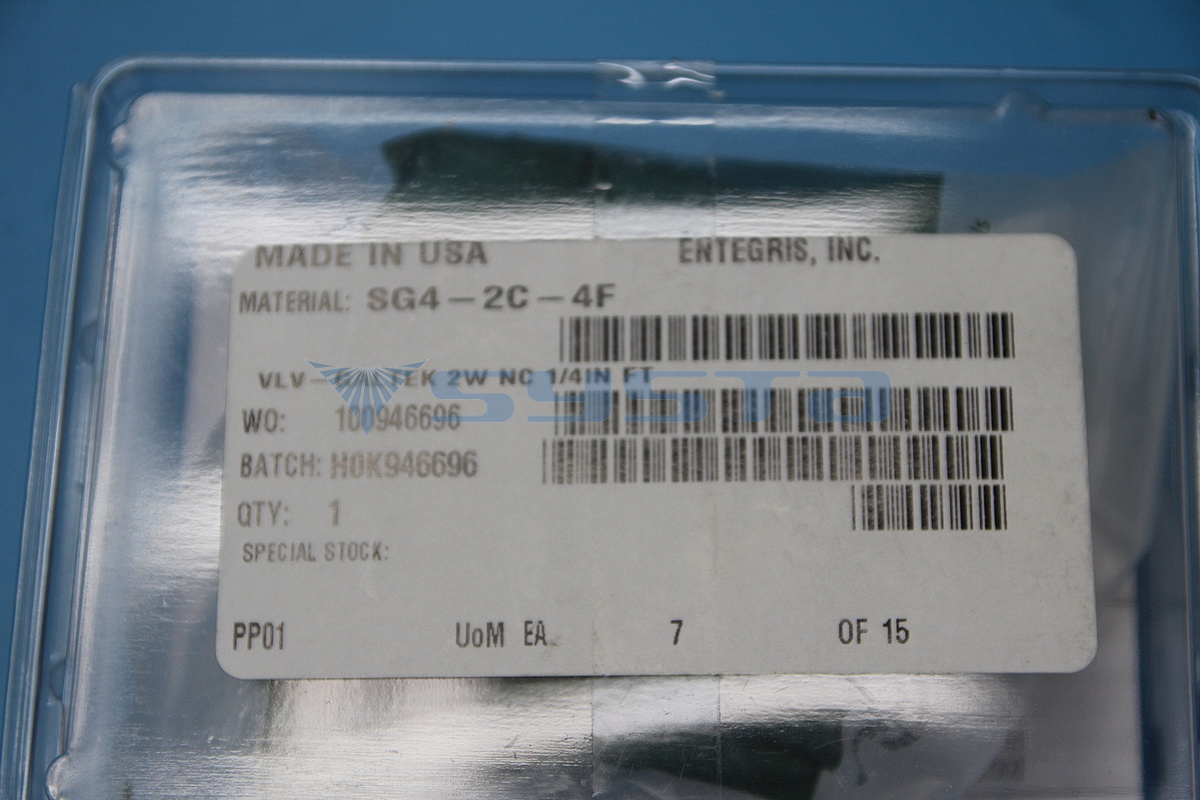 MADE IN USA ENTEGRIS, INC.
MATERIAL: SG4-2C-4F
VLV - TEK 2W NC 1/4IN FT
SYSTA
WO: 100946696
BATCH: H0K946696
QTY: 1
SPECIAL STOCK:
PP01 UoM EA 7 OF 15